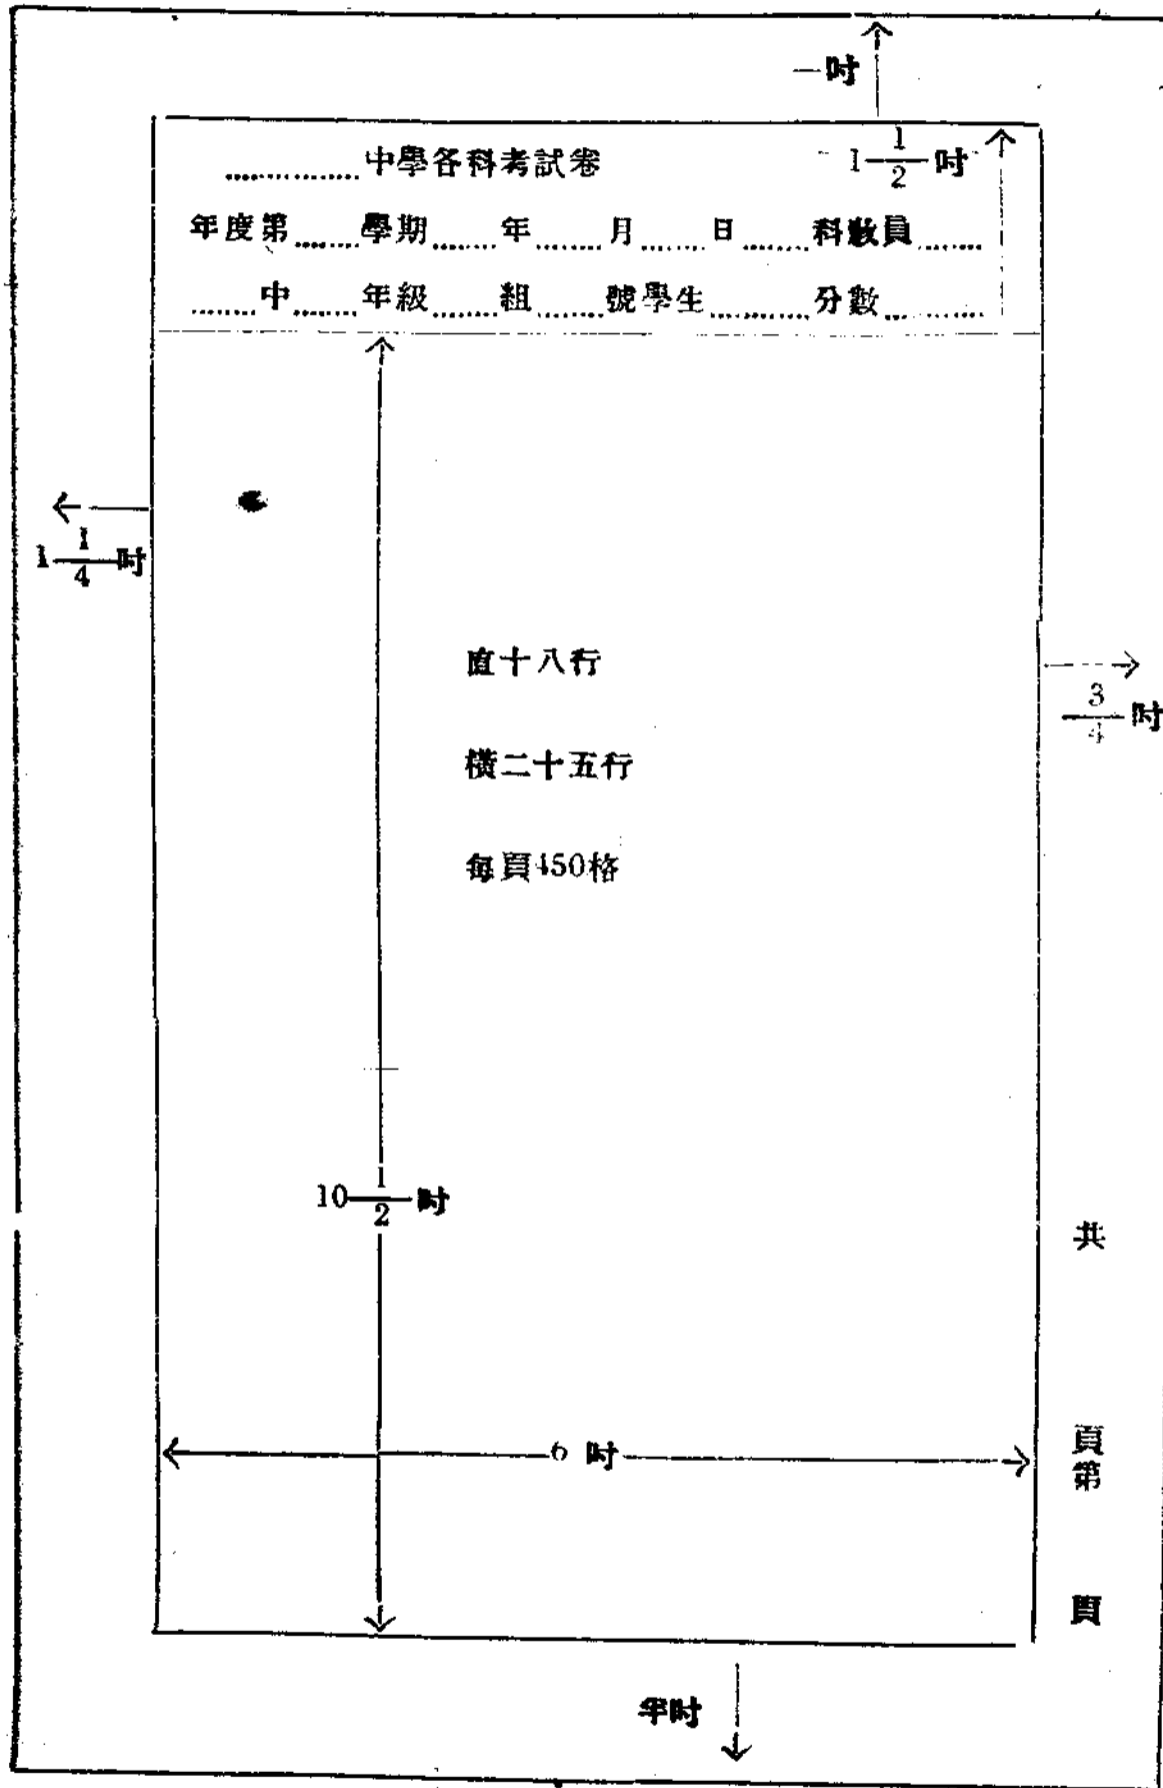 一吋
............中學各科考試卷
1 1/2 吋
年度第......學期......年......月......日......科教員......
......中......年級......組......號學生.........分數.........
1 1/4 吋
直十八行
3/4 吋
橫二十五行
每頁450格
10 1/2 吋
6 吋
共 頁第 頁
半吋